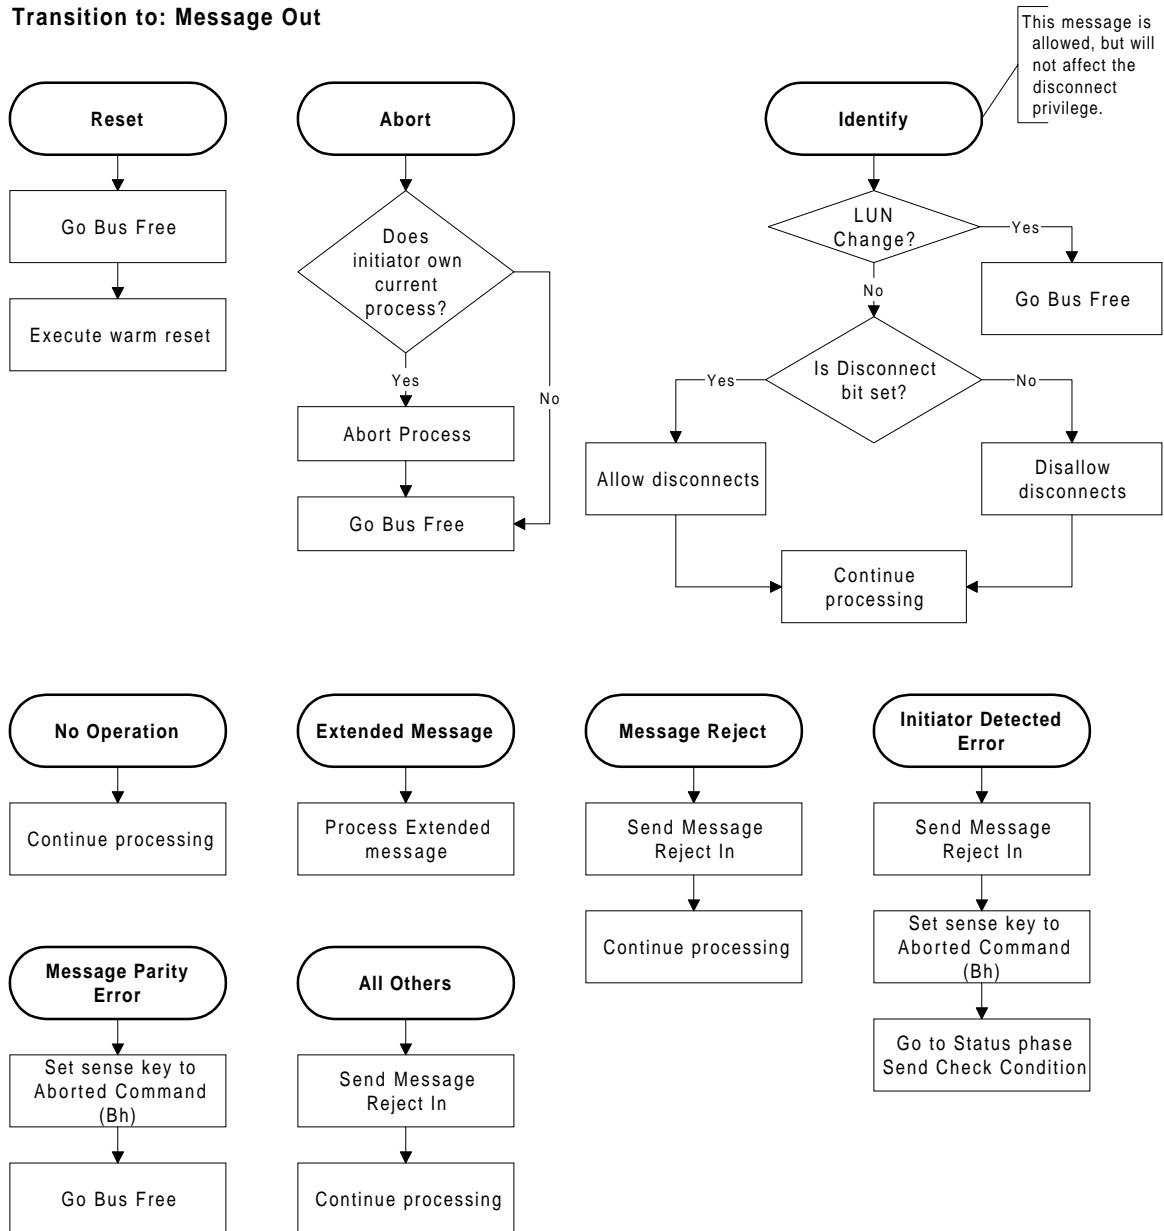 Transition to: Message Out
This message is
allowed, but will
not affect the
disconnect
privilege.
Reset
Go Bus Free
Execute warm reset
Abort
Does
initiator own
current
process?
Yes
No
Abort Process
Go Bus Free
Identify
LUN
Change?
Yes
Go Bus Free
No
Is Disconnect
bit set?
Yes
No
Allow disconnects
Disallow
disconnects
Continue
processing
No Operation
Continue processing
Extended Message
Process Extended
message
Message Reject
Send Message
Reject In
Continue processing
Initiator Detected
Error
Send Message
Reject In
Set sense key to
Aborted Command
(Bh)
Go to Status phase
Send Check Condition
Message Parity
Error
Set sense key to
Aborted Command
(Bh)
Go Bus Free
All Others
Send Message
Reject In
Continue processing